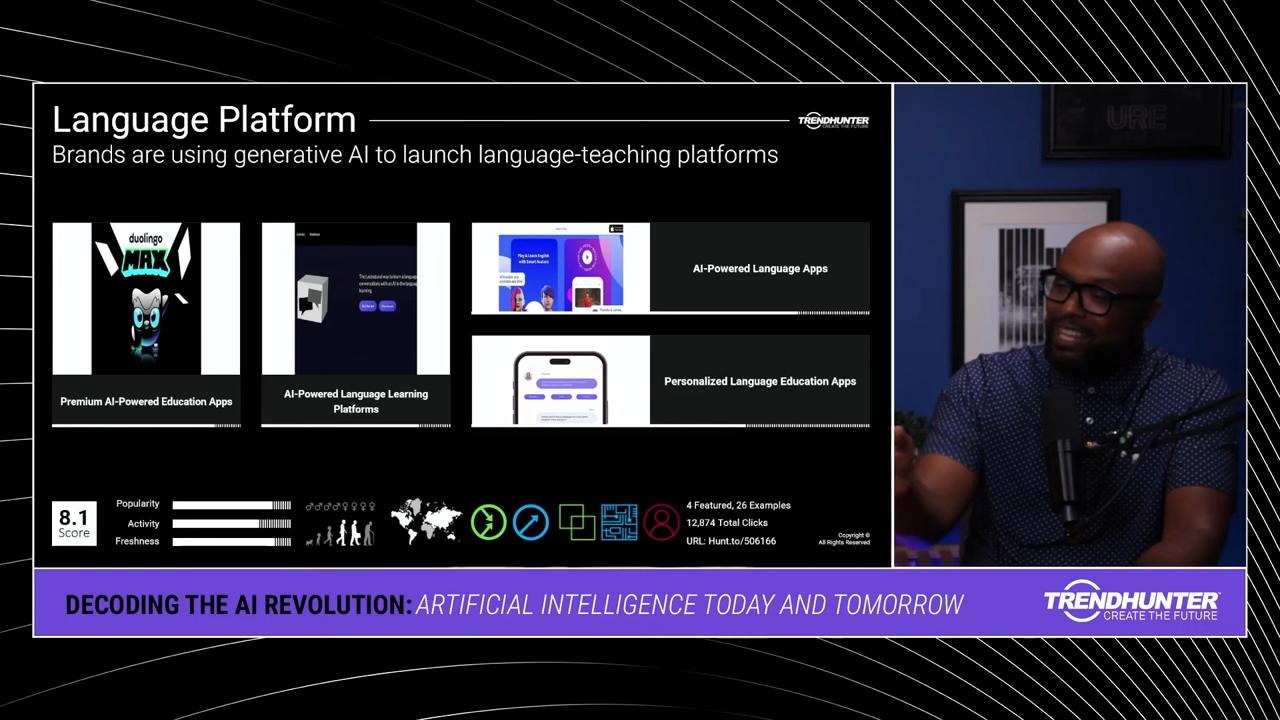 Language Platform
TRENDHUNTER
CREATE THE FUTURE
Brands are using generative AI to launch language-teaching platforms
duolingo
MAX
Premium AI-Powered Education Apps
AI-Powered Language Learning
Platforms
Play & Learn English
with Smart Avatars
AI-Powered Language Apps
Personalized Language Education Apps
8.1
Score
Popularity
Activity
Freshness
4 Featured, 26 Examples
12,874 Total Clicks
URL: Hunt.to/506166
Copyright ©
All Rights Reserved
URE
DECODING THE AI REVOLUTION: ARTIFICIAL INTELLIGENCE TODAY AND TOMORROW
TRENDHUNTER
CREATE THE FUTURE